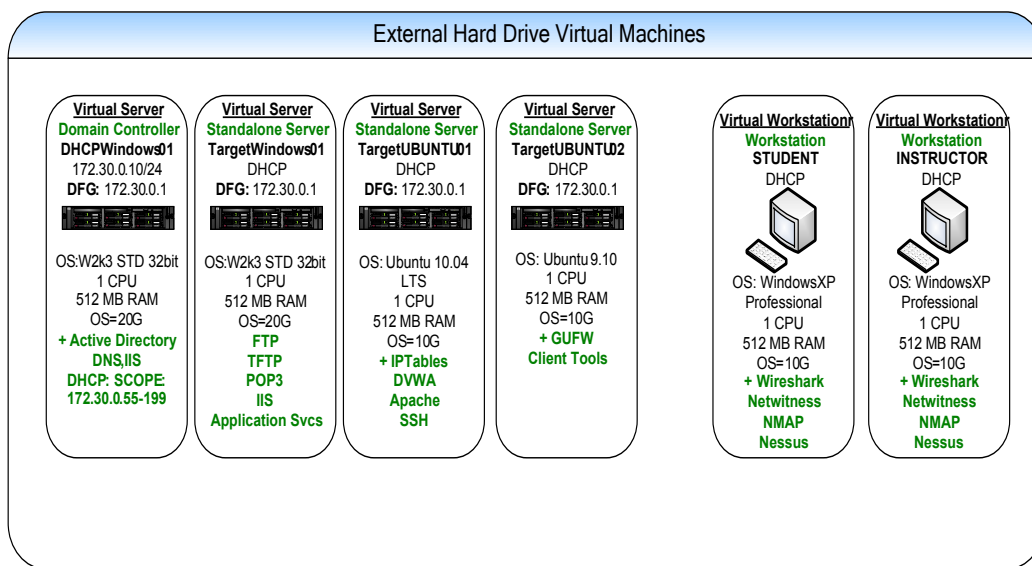 External Hard Drive Virtual Machines
Virtual Server
Domain Controller
DHCPWindows01
172.30.0.10/24
DFG: 172.30.0.1
OS:W2k3 STD 32bit
1 CPU
512 MB RAM
OS=20G
+ Active Directory
DNS,IIS
DHCP: SCOPE:
172.30.0.55-199
Virtual Server
Standalone Server
TargetWindows01
DHCP
DFG: 172.30.0.1
OS:W2k3 STD 32bit
1 CPU
512 MB RAM
OS=20G
FTP
TFTP
POP3
IIS
Application Svcs
Virtual Server
Standalone Server
TargetUBUNTU01
DHCP
DFG: 172.30.0.1
OS: Ubuntu 10.04
LTS
1 CPU
512 MB RAM
OS=10G
+ IPTables
DVWA
Apache
SSH
Virtual Server
Standalone Server
TargetUBUNTU02
DHCP
DFG: 172.30.0.1
OS: Ubuntu 9.10
1 CPU
512 MB RAM
OS=10G
+ GUFW
Client Tools
Virtual Workstationr
Workstation
STUDENT
DHCP
OS: WindowsXP
Professional
1 CPU
512 MB RAM
OS=10G
+ Wireshark
Netwitness
NMAP
Nessus
Virtual Workstationr
Workstation
INSTRUCTOR
DHCP
OS: WindowsXP
Professional
1 CPU
512 MB RAM
OS=10G
+ Wireshark
Netwitness
NMAP
Nessus